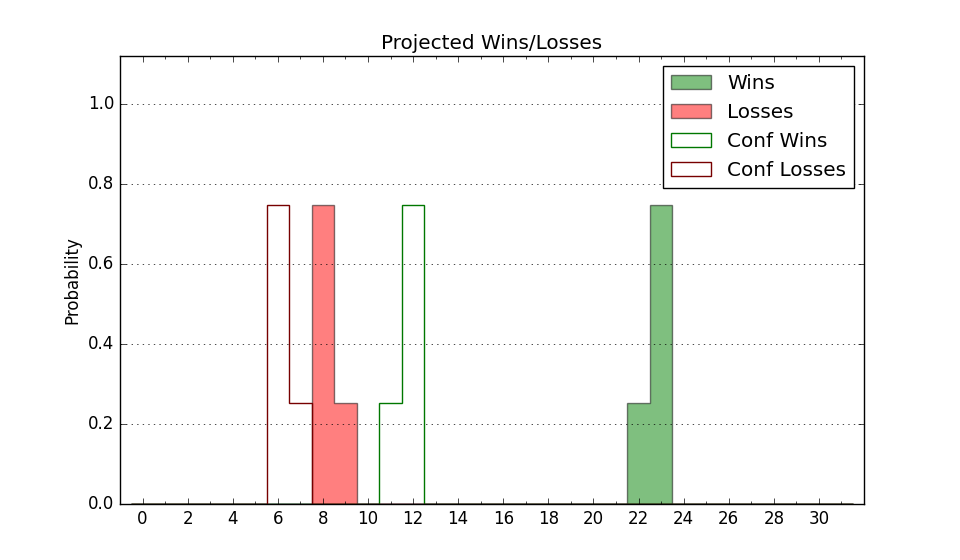 Projected Wins/Losses
Wins
Losses
Conf Wins
Conf Losses
Probability
1.0
0.8
0.6
0.4
0.2
0.0
0 2 4 6 8 10 12 14 16 18 20 22 24 26 28 30